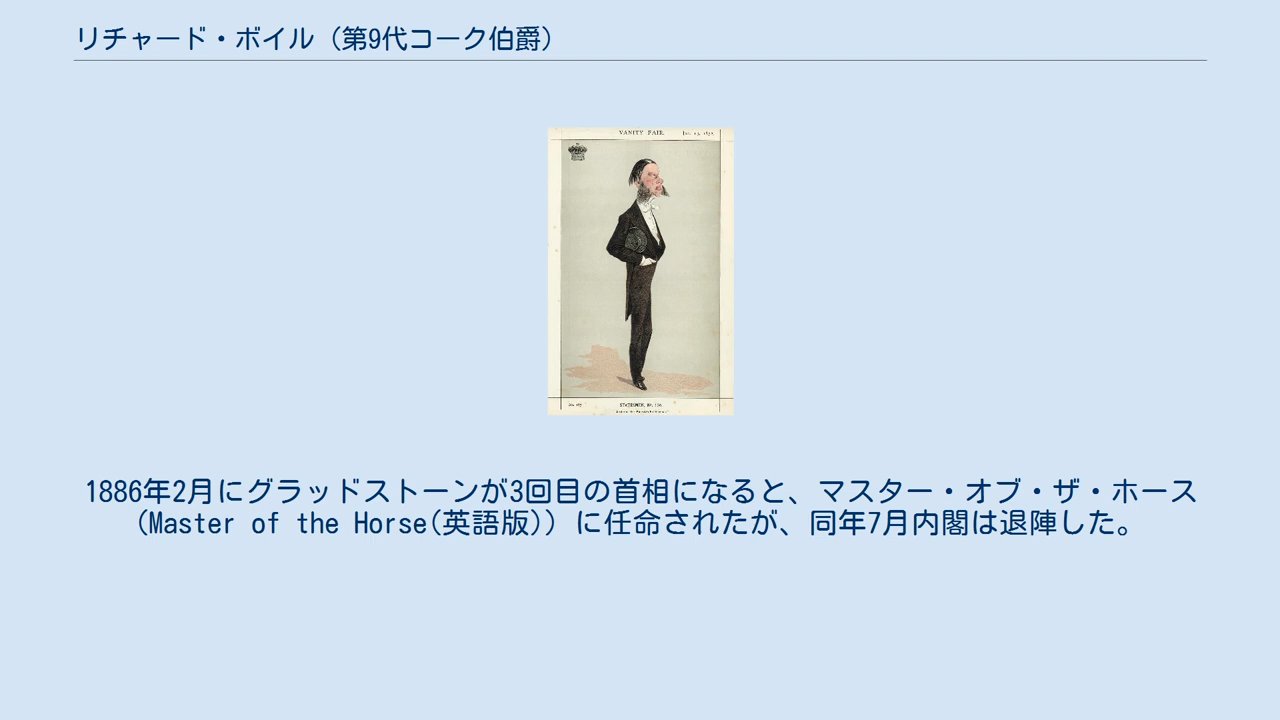 リチャード・ボイル (第9代コーク伯爵)
VANITY FAIR.
STATESMEN, No. 104.
1886年2月にグラッドストーンが3回目の首相になると、マスター・オブ・ザ・ホース
(Master of the Horse(英語版)) に任命されたが、同年7月内閣は退陣した。